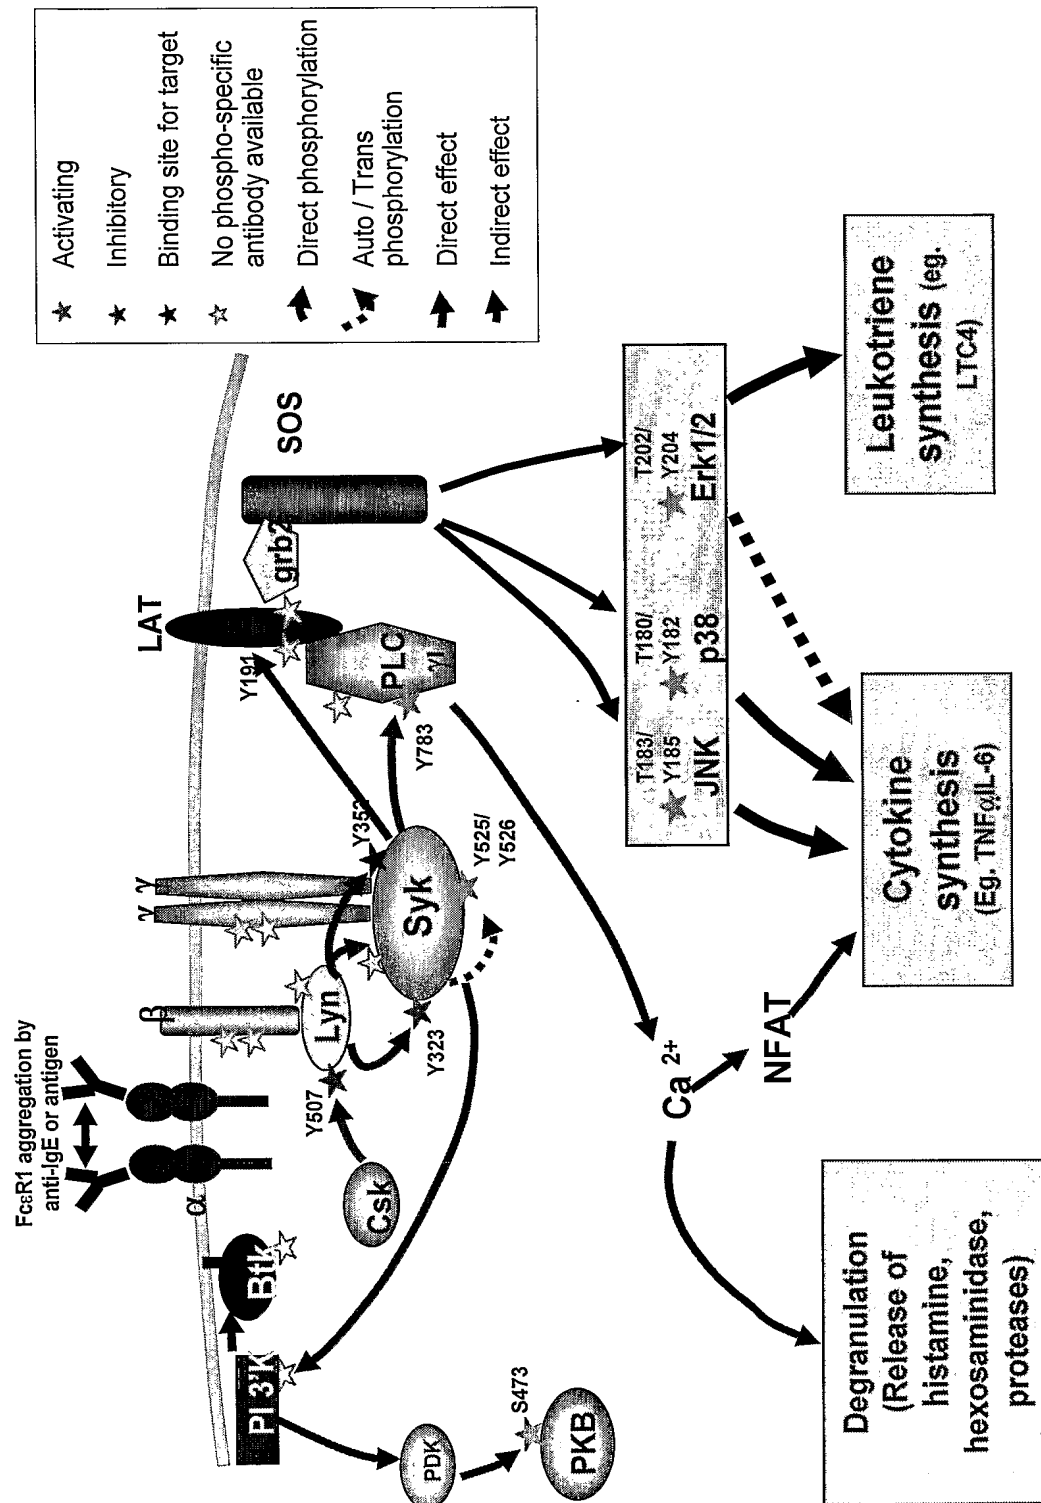 FcεR1 aggregation by
anti-IgE or antigen
α
β
γ
γ
LAT
PI 3'K
Btk
Csk
Y507
Lyn
Y323
Syk
Y352
Y525/
Y526
Y191
Y783
PLC
γI
grb2
SOS
PDK
S473
PKB
Ca 2+
NFAT
T183/
Y185
JNK
T180/
Y182
p38
T202/
Y204
Erk1/2
Degranulation
(Release of
histamine,
hexosaminidase,
proteases)
Cytokine
synthesis
(Eg. TNFαIL-6)
Leukotriene
synthesis (eg.
LTC4)
Activating
Inhibitory
Binding site for target
No phospho-specific
antibody available
Direct phosphorylation
Auto / Trans
phosphorylation
Direct effect
Indirect effect